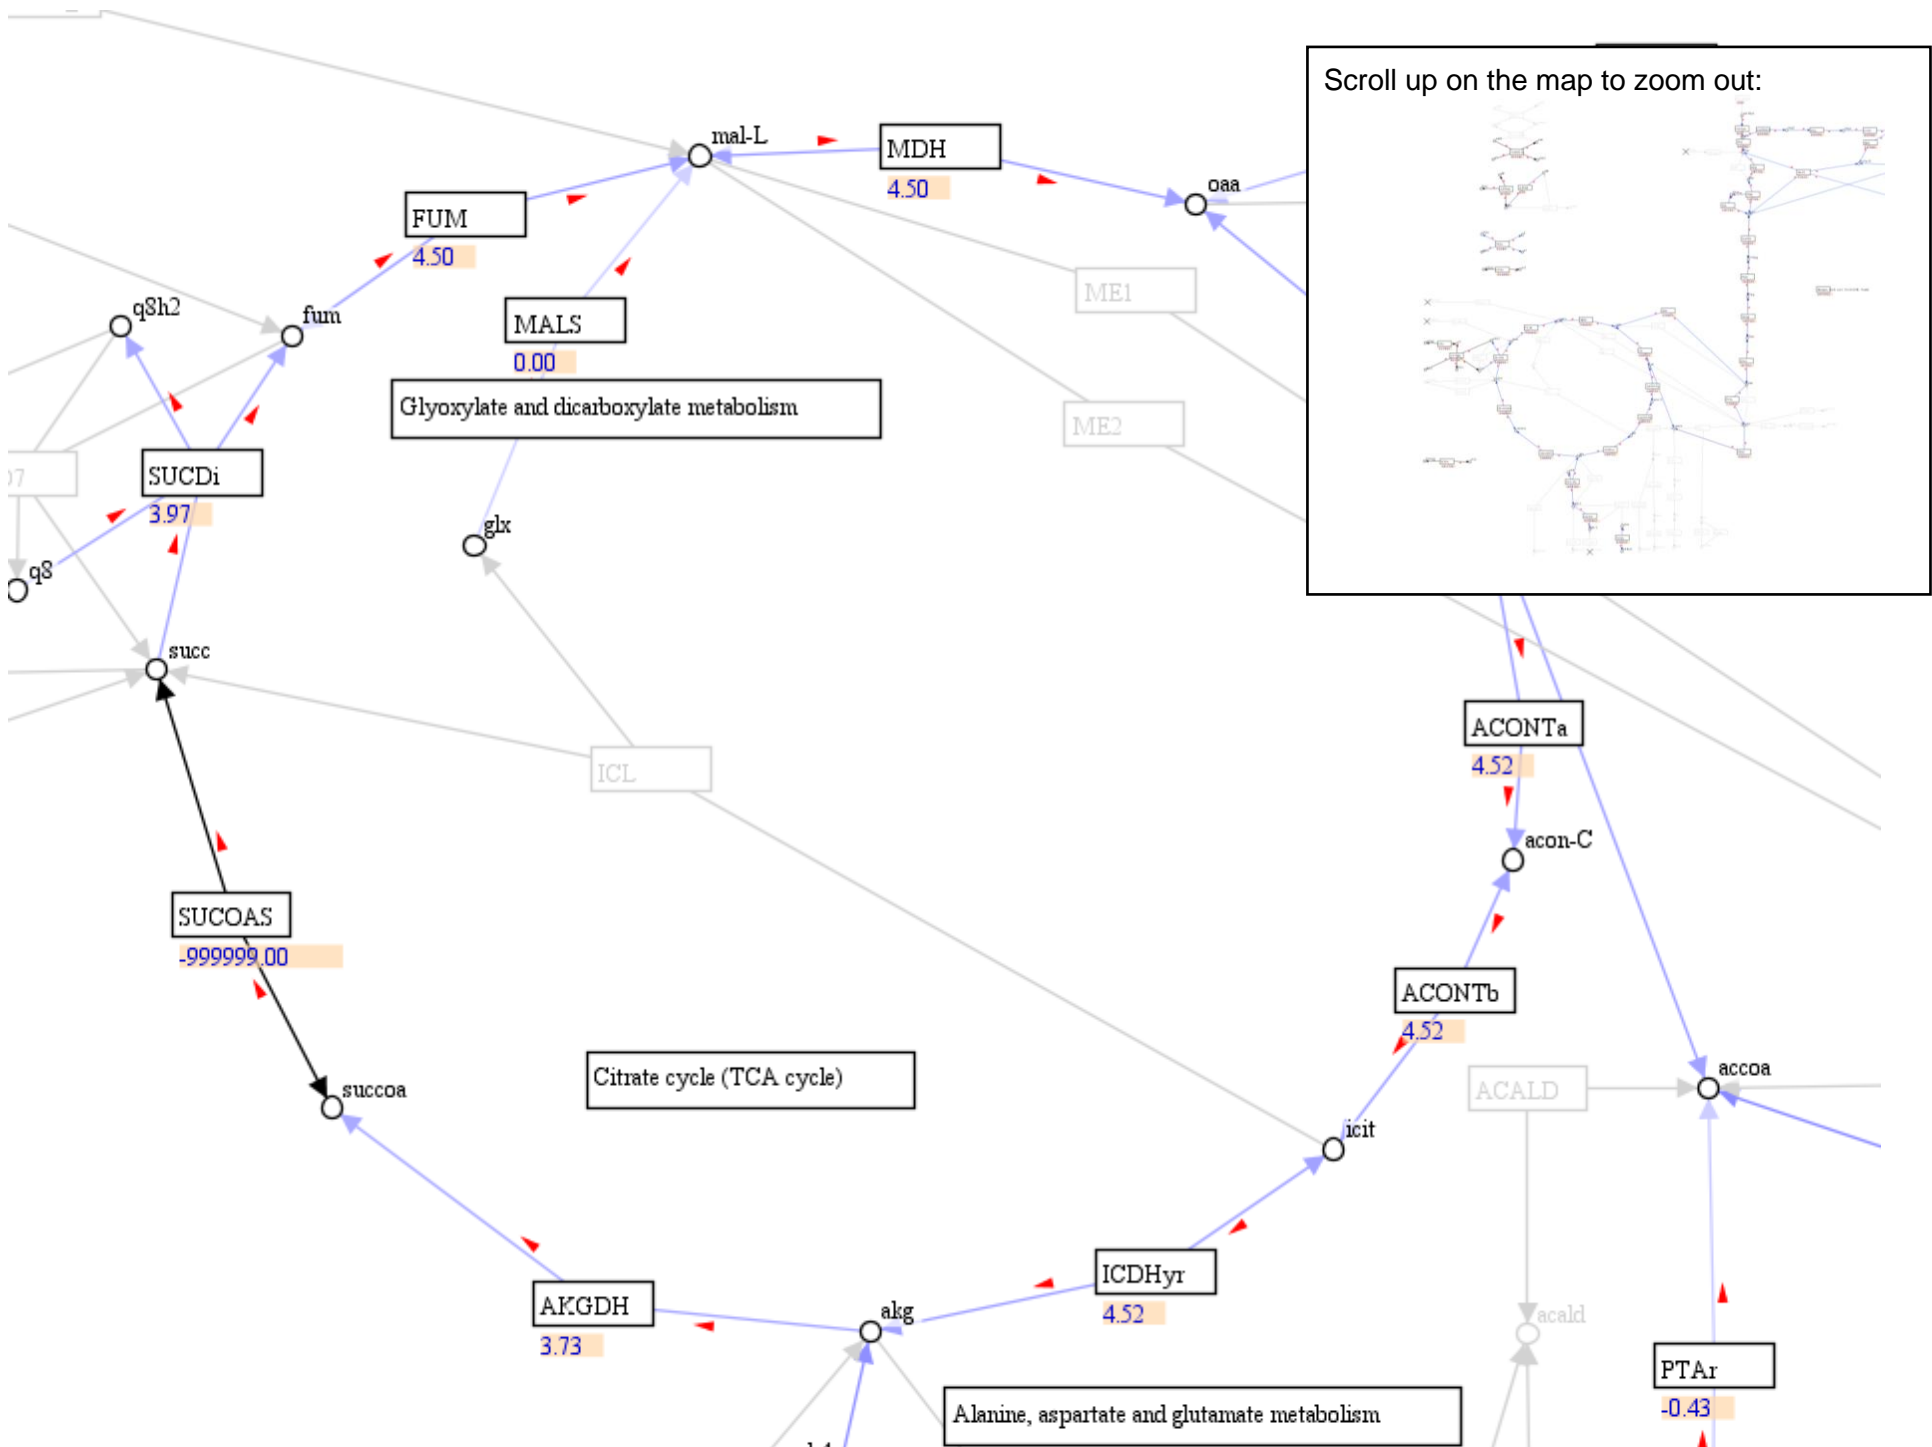 Scroll up on the map to zoom out:
mal-L
MDH
4.50
oaa
FUM
4.50
q8h2
fum
MALS
0.00
ME1
Glyoxylate and dicarboxylate metabolism
ME2
SUCDi
3.97
glx
q8
succ
ICL
ACONTa
4.52
acon-C
SUCOAS
-999999.00
ACONTb
4.52
Citrate cycle (TCA cycle)
succoa
ACALD
accoa
icit
AKGDH
3.73
akg
ICDHyr
4.52
acald
PTAr
-0.43
Alanine, aspartate and glutamate metabolism